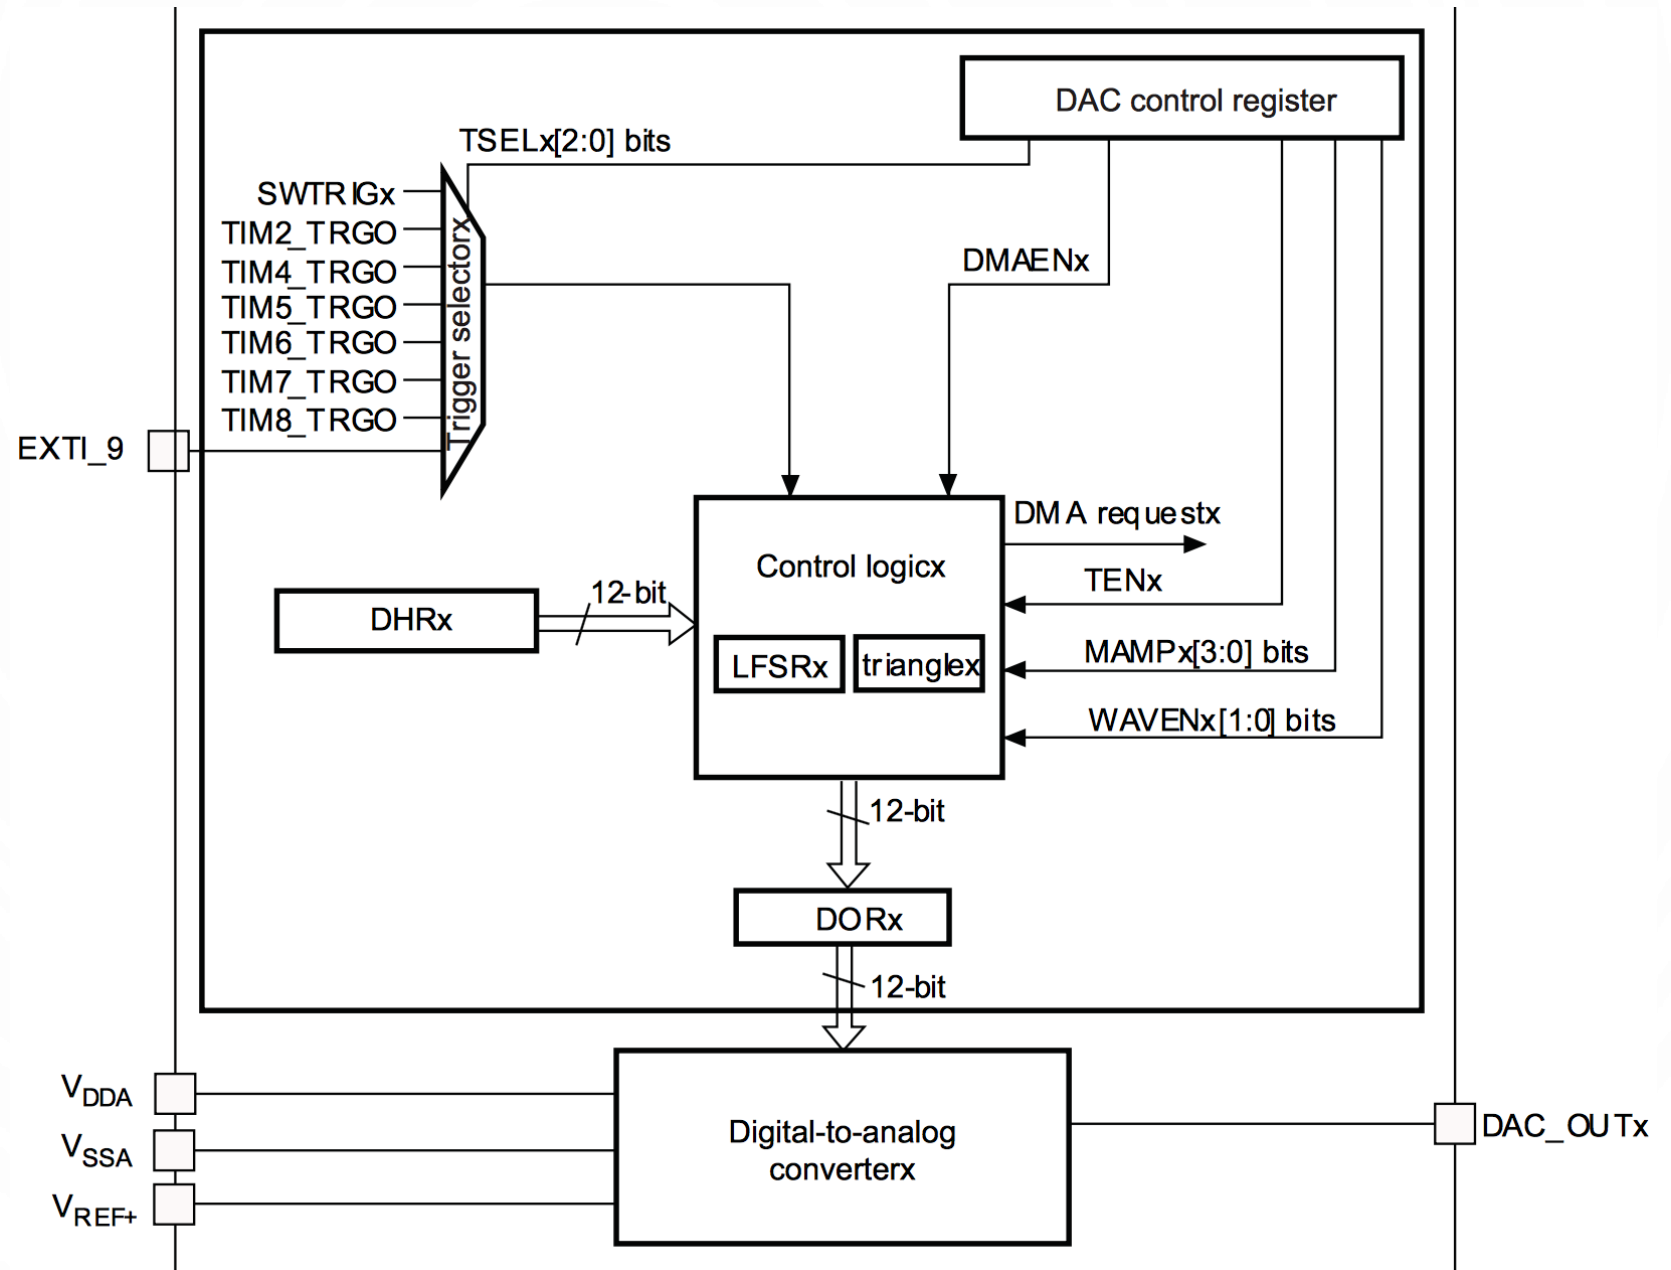 DAC control register
TSELx[2:0] bits
SWTRIGx
TIM2_TRGO
TIM4_TRGO
TIM5_TRGO
TIM6_TRGO
TIM7_TRGO
TIM8_TRGO
Trigger selectorx
EXTI_9
DMAENx
DMA requestx
Control logicx
TENx
12-bit
DHRx
LFSRx
trianglex
MAMPx[3:0] bits
WAVENx[1:0] bits
12-bit
DORx
12-bit
VDDA
VSSA
VREF+
Digital-to-analog
converterx
DAC_OUTx